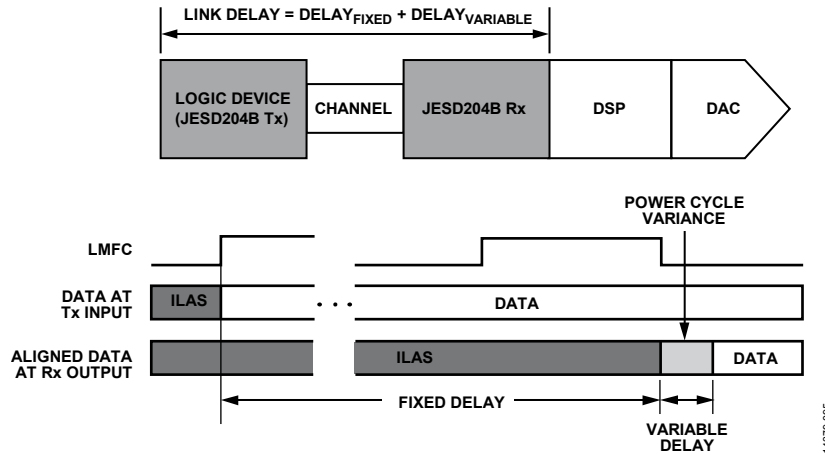 LINK DELAY = DELAYFIXED + DELAYVARIABLE
LOGIC DEVICE
(JESD204B Tx)
CHANNEL
JESD204B Rx
DSP
DAC
POWER CYCLE
VARIANCE
LMFC
DATA AT
Tx INPUT
ILAS
DATA
ALIGNED DATA
AT Rx OUTPUT
ILAS
DATA
FIXED DELAY
VARIABLE
DELAY